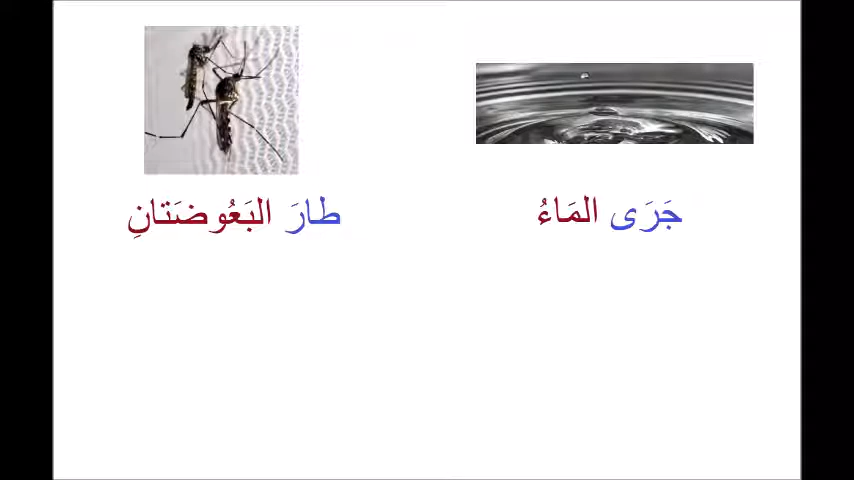 جَرَى المَاءُ
طارَ البَعُوضَتانِ